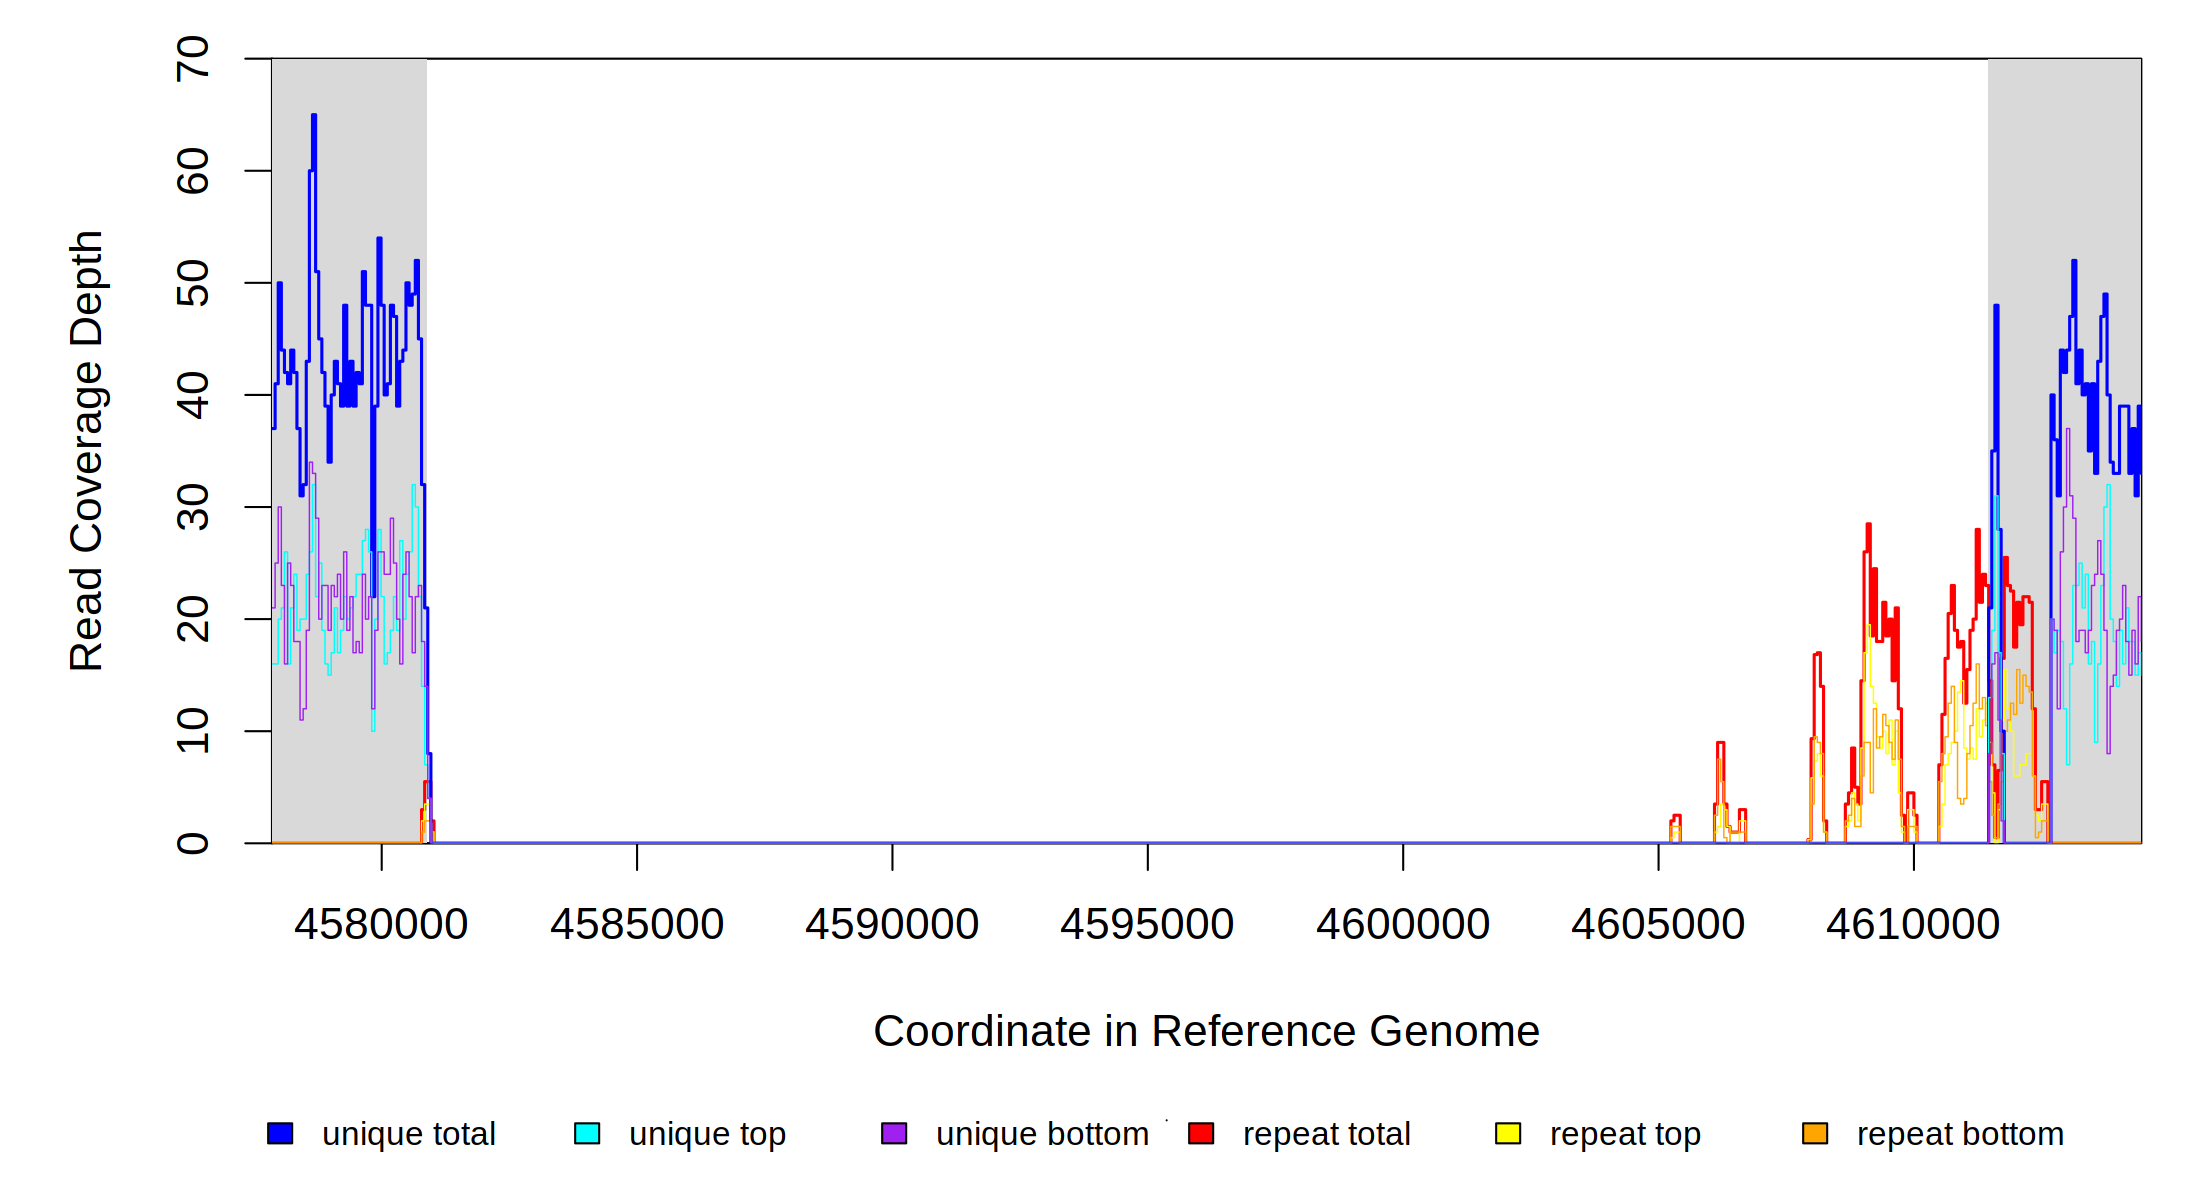 70
60
50
40
30
20
10
0
Read Coverage Depth
4580000 4585000 4590000 4595000 4600000 4605000 4610000
Coordinate in Reference Genome
unique total unique top unique bottom repeat total repeat top repeat bottom